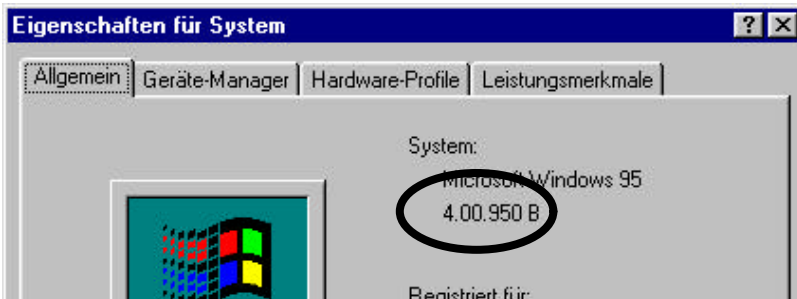 Eigenschaften für System
Allgemein Geräte-Manager Hardware-Profile Leistungsmerkmale
System:
Microsoft Windows 95
4.00.950 B
Registriert für: